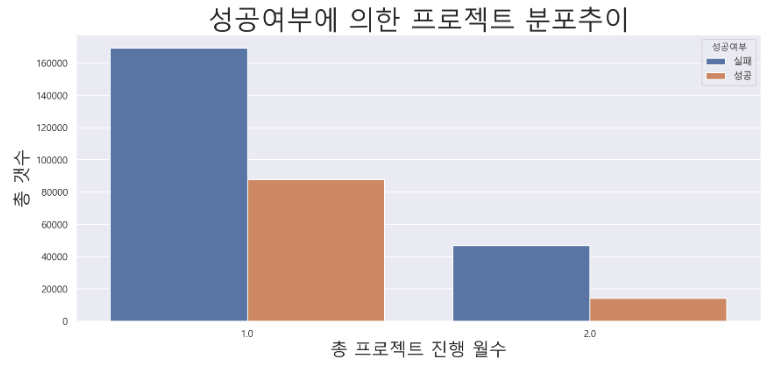 성공여부에 의한 프로젝트 분포추이
성공여부
실패
성공
160000
140000
120000
100000
80000
60000
40000
20000
0
총 갯수
1.0
2.0
총 프로젝트 진행 월수